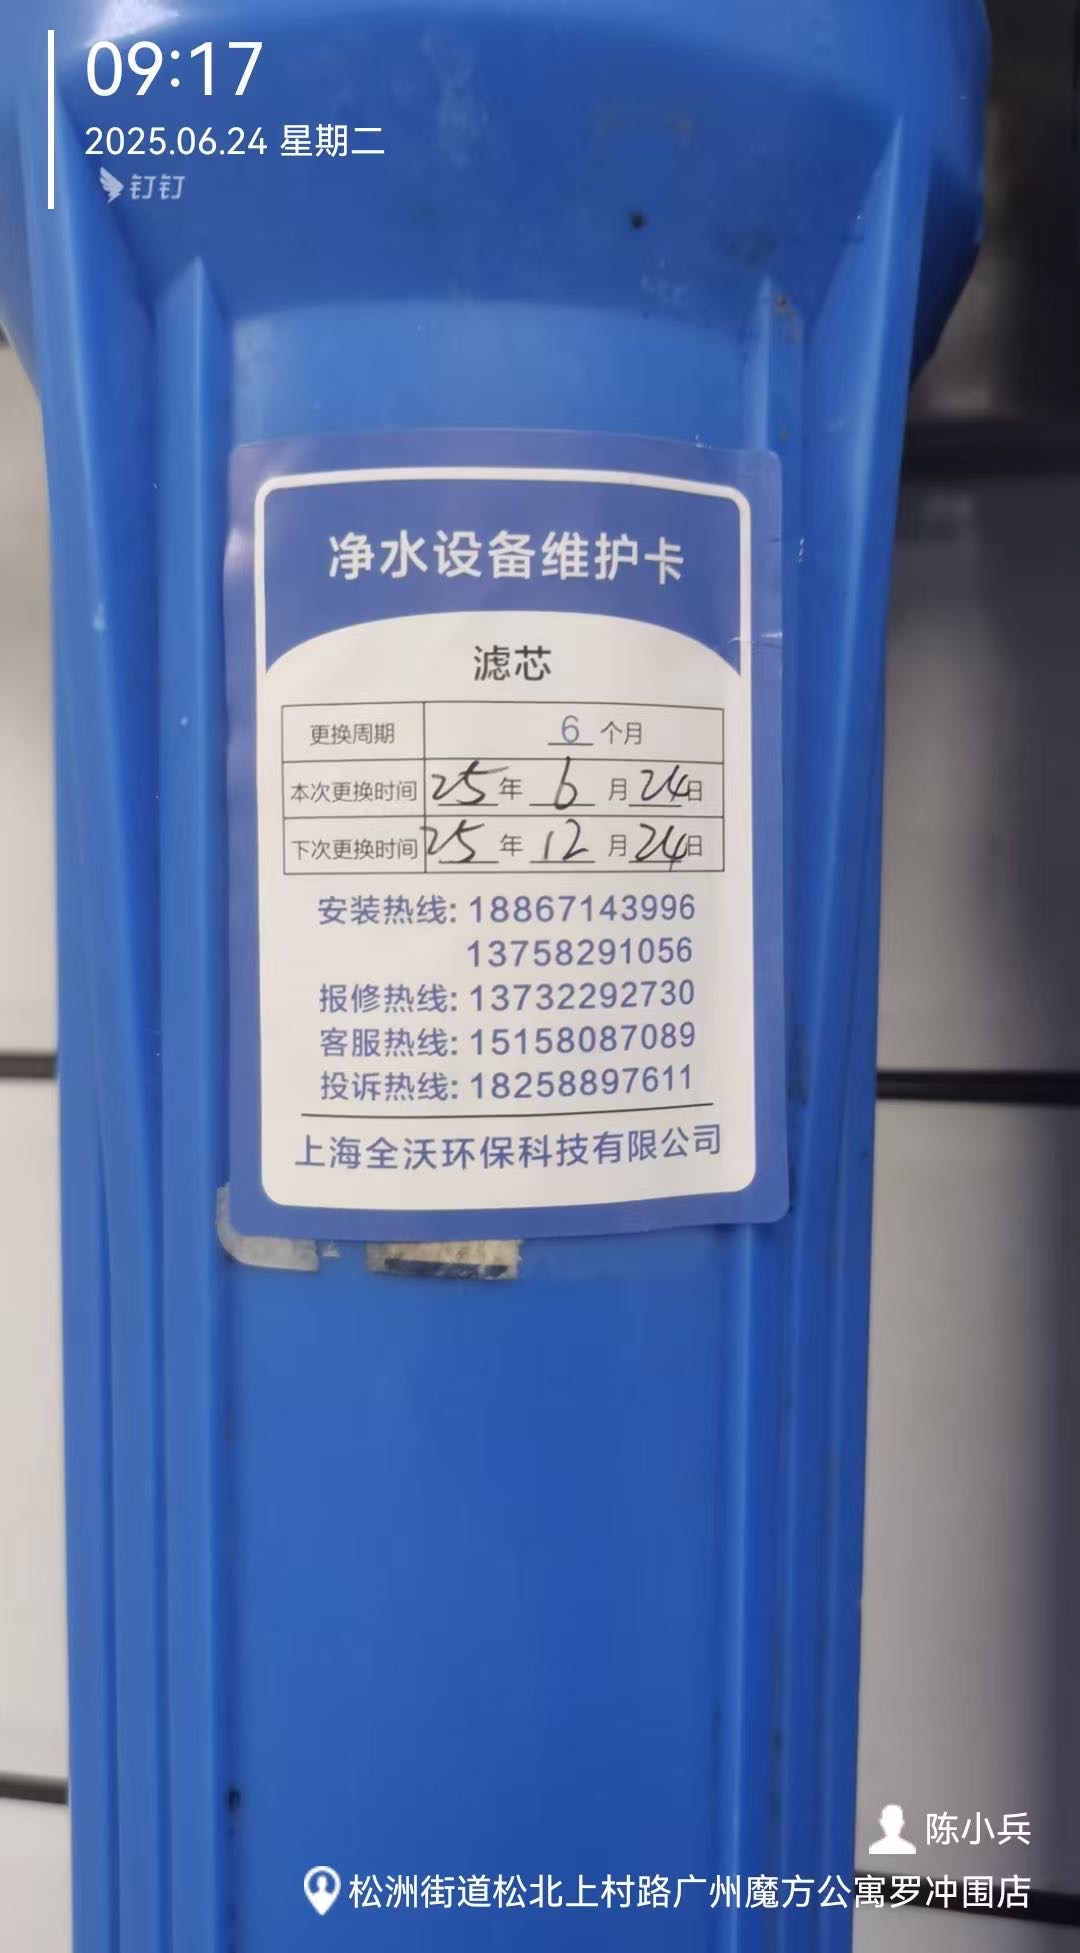 09:17
2025.06.24 星期二
钉钉
净水设备维护卡
滤芯
更换周期 6 个月
本次更换时间 25 年 6 月 24 日
下次更换时间 25 年 12 月 24 日
安装热线: 18867143996
13758291056
报修热线: 13732292730
客服热线: 15158087089
投诉热线: 18258897611
上海全沃环保科技有限公司
陈小兵
松洲街道松北上村路广州魔方公寓罗冲围店